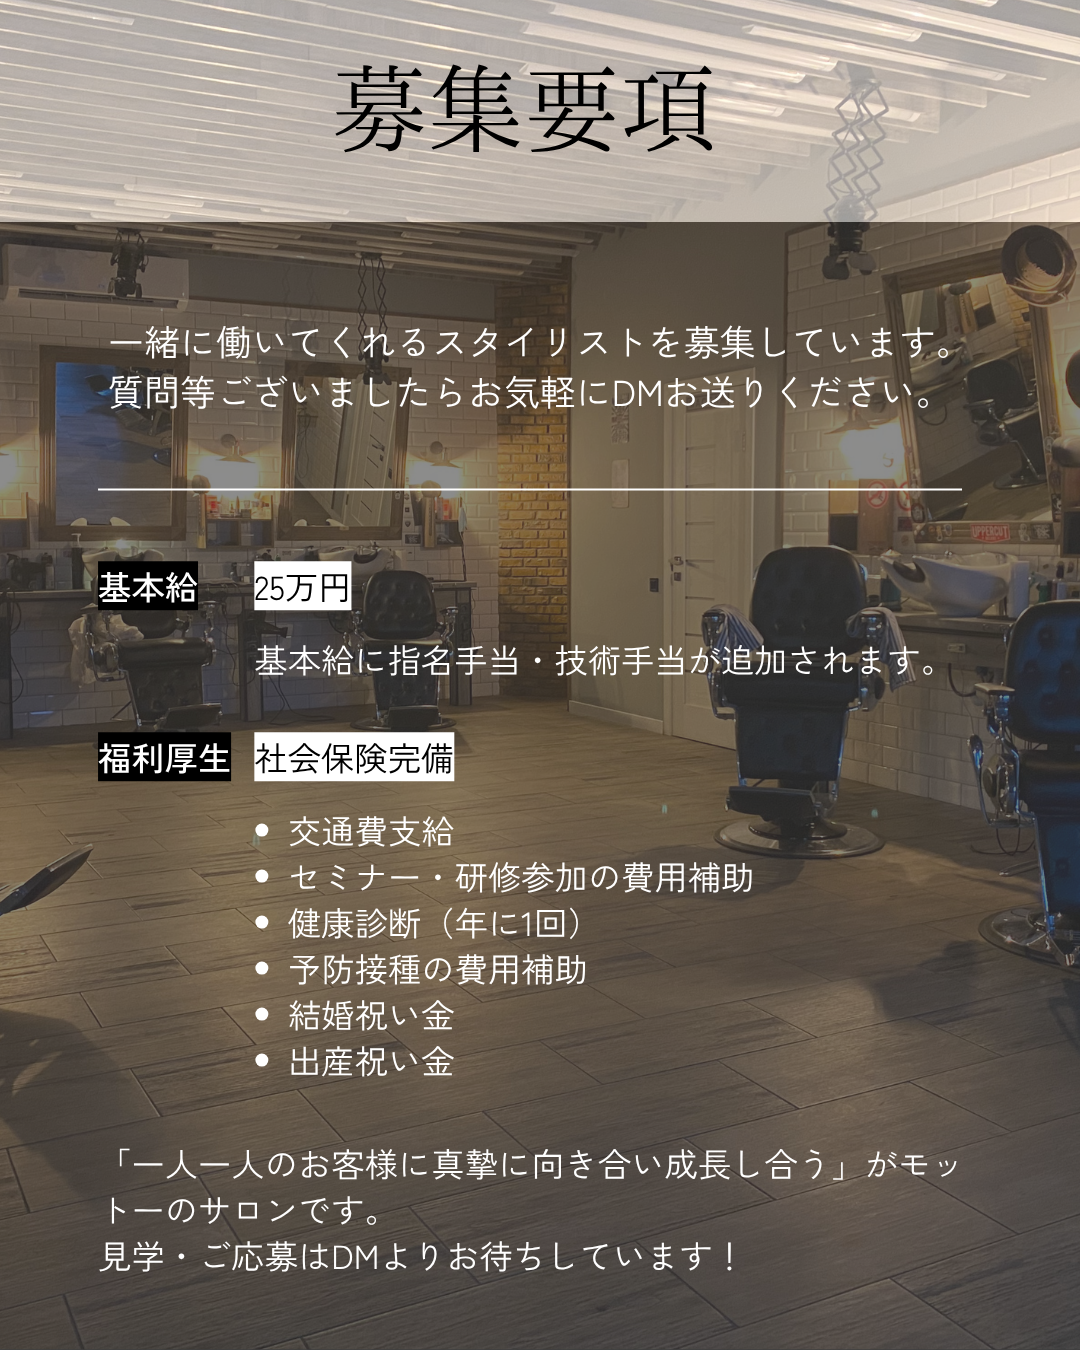 募集要項
一緒に働いてくれるスタイリストを募集しています。
質問等ございましたらお気軽にDMお送りください。
基本給
25万円
基本給に指名手当・技術手当が追加されます。
福利厚生
社会保険完備
• 交通費支給
• セミナー・研修参加の費用補助
• 健康診断（年に1回）
• 予防接種の費用補助
• 結婚祝い金
• 出産祝い金
「一人一人のお客様に真摯に向き合い成長し合う」がモッ
トーのサロンです。
見学・ご応募はDMよりお待ちしています！
UPPERCUT